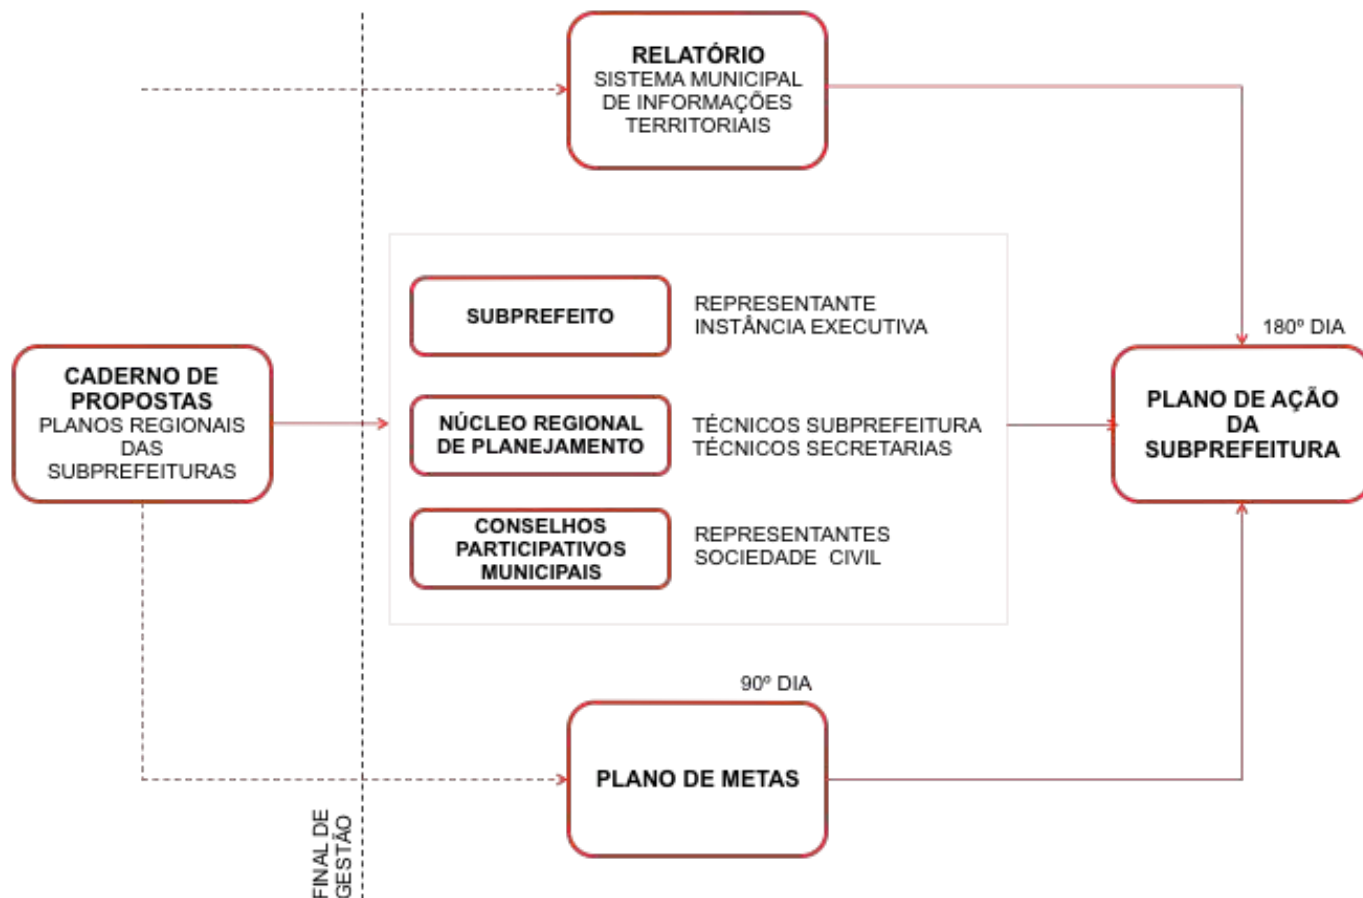 RELATÓRIO
SISTEMA MUNICIPAL
DE INFORMAÇÕES
TERRITORIAIS
SUBPREFEITO
REPRESENTANTE
INSTÂNCIA EXECUTIVA
180º DIA
CADERNO DE
PROPOSTAS
PLANOS REGIONAIS
DAS
SUBPREFEITURAS
NÚCLEO REGIONAL
DE PLANEJAMENTO
TÉCNICOS SUBPREFEITURA
TÉCNICOS SECRETARIAS
PLANO DE AÇÃO
DA
SUBPREFEITURA
CONSELHOS
PARTICIPATIVOS
MUNICIPAIS
REPRESENTANTES
SOCIEDADE CIVIL
90º DIA
PLANO DE METAS
FINAL DE
GESTÃO